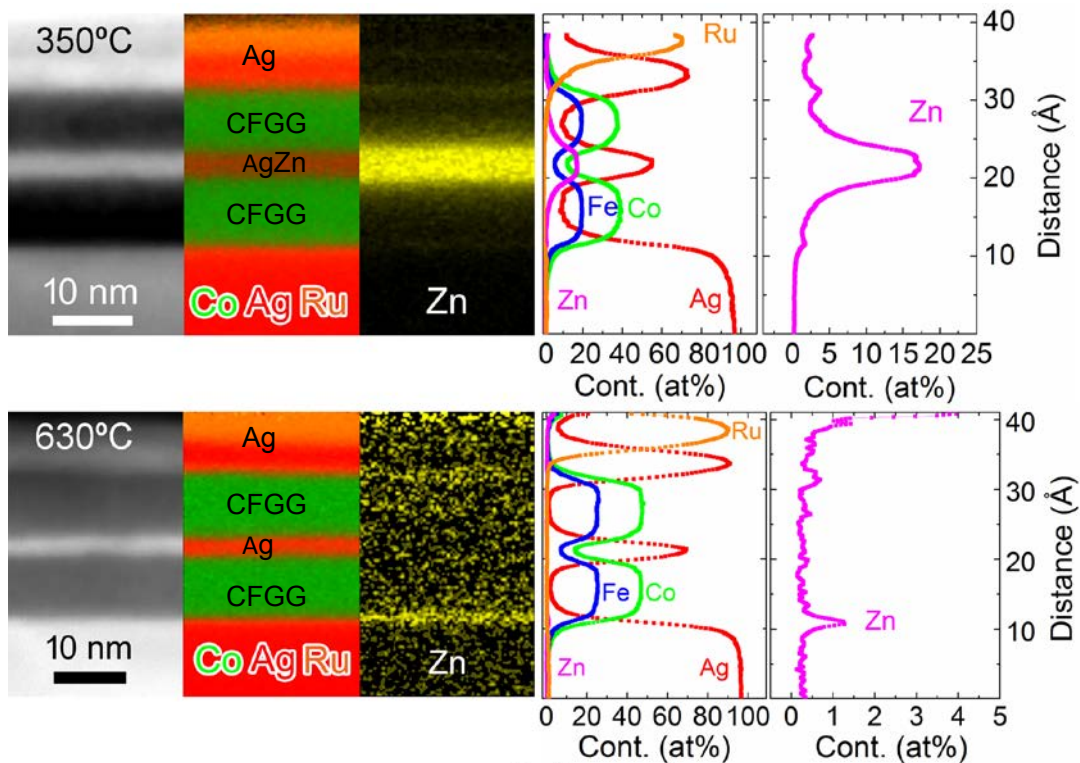 350ºC
Ag
CFGG
AgZn
CFGG
10 nm
Co Ag Ru
Zn
Ru
Fe
Co
Zn
Ag
0 20 40 60 80 100
Cont. (at%)
Zn
0 5 10 15 20 25
Cont. (at%)
40
30
20
10
Distance (Å)
630ºC
Ag
CFGG
Ag
CFGG
10 nm
Co Ag Ru
Zn
Ru
Fe
Co
Zn
Ag
0 20 40 60 80 100
Cont. (at%)
Zn
0 1 2 3 4 5
Cont. (at%)
40
30
20
10
Distance (Å)